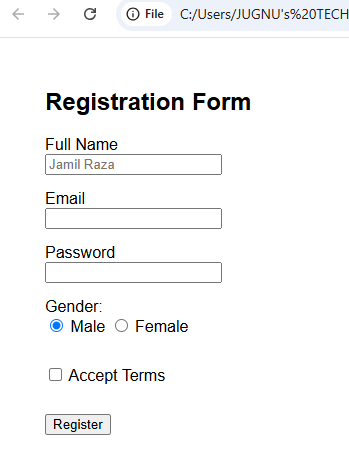 File C:/Users/JUGNU's%20TECH
Registration Form
Full Name
Jamil Raza
Email
Password
Gender:
Male Female
Accept Terms
Register